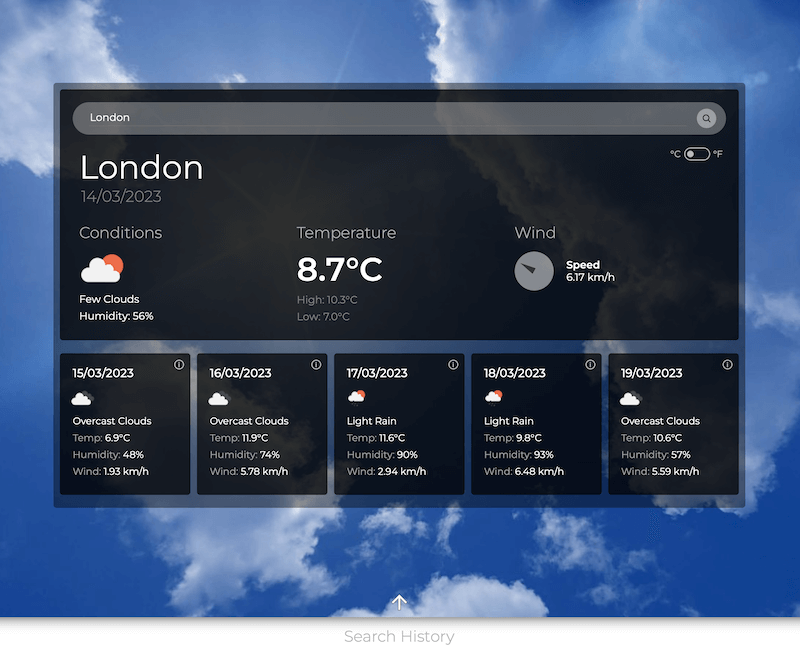 London
°C °F
London
14/03/2023
Conditions
Few Clouds
Humidity: 56%
Temperature
8.7°C
High: 10.3°C
Low: 7.0°C
Wind
Speed
6.17 km/h
15/03/2023
Overcast Clouds
Temp: 6.9°C
Humidity: 48%
Wind: 1.93 km/h
16/03/2023
Overcast Clouds
Temp: 11.9°C
Humidity: 74%
Wind: 5.78 km/h
17/03/2023
Light Rain
Temp: 11.6°C
Humidity: 90%
Wind: 2.94 km/h
18/03/2023
Light Rain
Temp: 9.8°C
Humidity: 93%
Wind: 6.48 km/h
19/03/2023
Overcast Clouds
Temp: 10.6°C
Humidity: 57%
Wind: 5.59 km/h
Search History